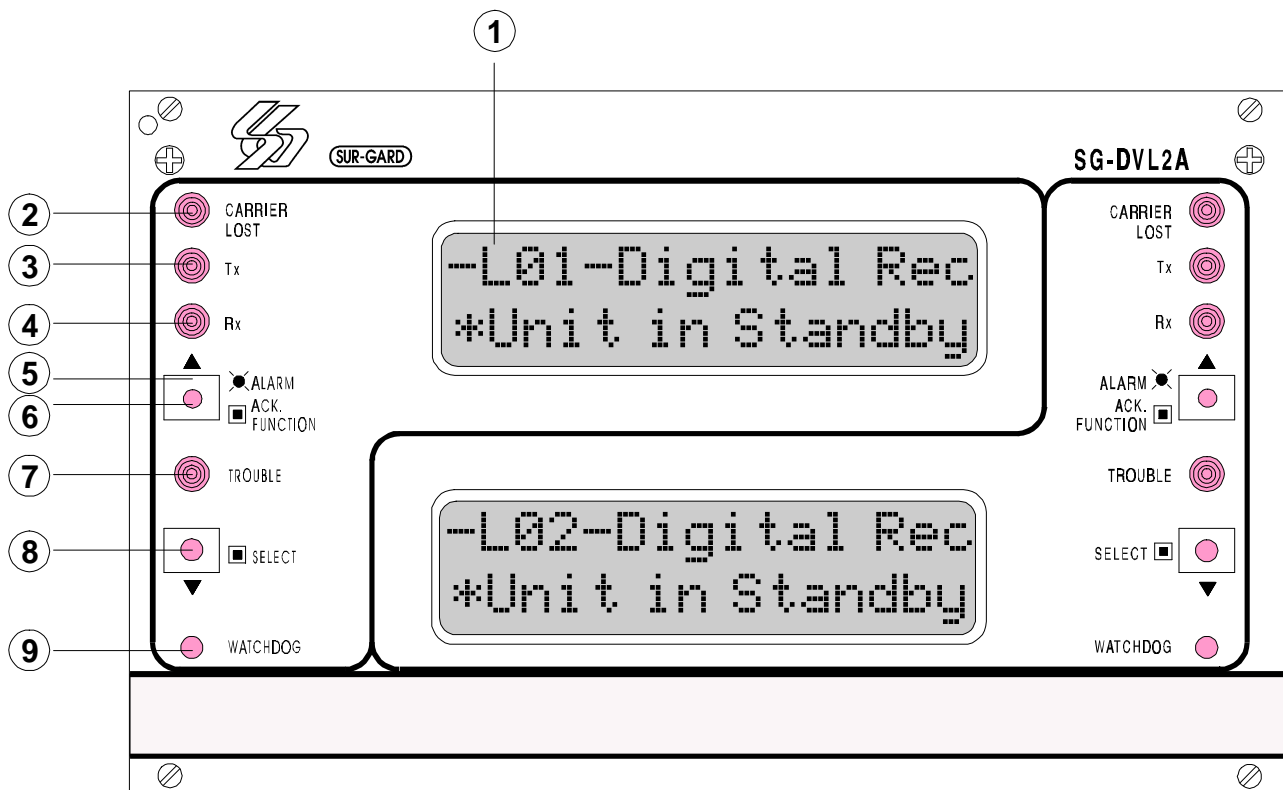 1
SUR-GARD
SG-DVL2A
2
CARRIER
LOST
3
Tx
4
Rx
5
ALARM
6
ACK.
FUNCTION
7
TROUBLE
8
SELECT
9
WATCHDOG
-L01-Digital Rec
*Unit in Standby
-L02-Digital Rec
*Unit in Standby
CARRIER
LOST
Tx
Rx
ALARM
ACK.
FUNCTION
TROUBLE
SELECT
WATCHDOG